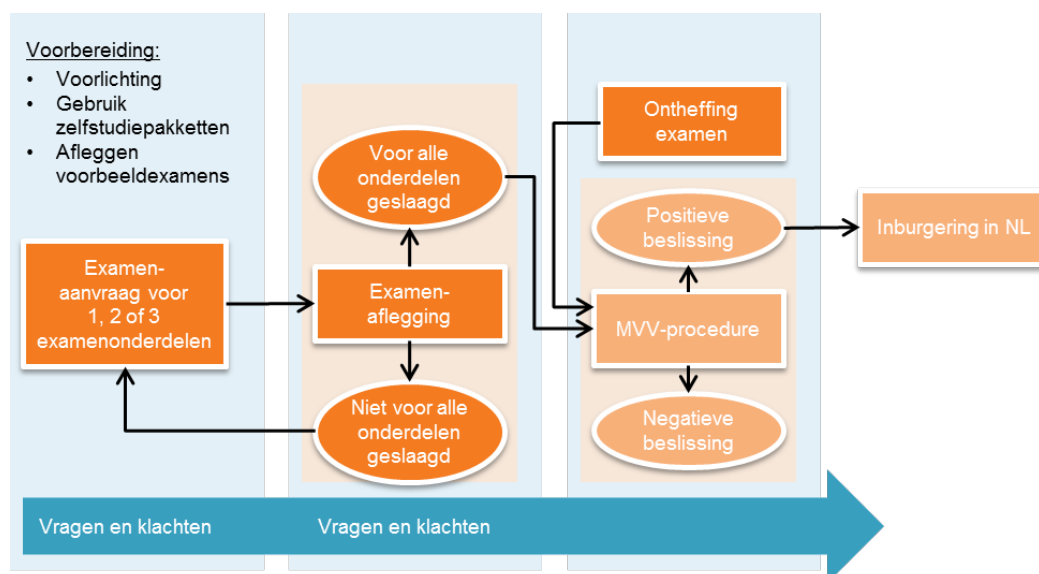 Voorbereiding:
• Voorlichting
• Gebruik
zelfstudiepakketten
• Afleggen
voorbeeldexamens
Examen-
aanvraag voor
1, 2 of 3
examenonderdelen
Voor alle
onderdelen
geslaagd
Examen-
aflegging
Niet voor alle
onderdelen
geslaagd
Ontheffing
examen
Positieve
beslissing
MVV-procedure
Negatieve
beslissing
Inburgering in NL
Vragen en klachten
Vragen en klachten